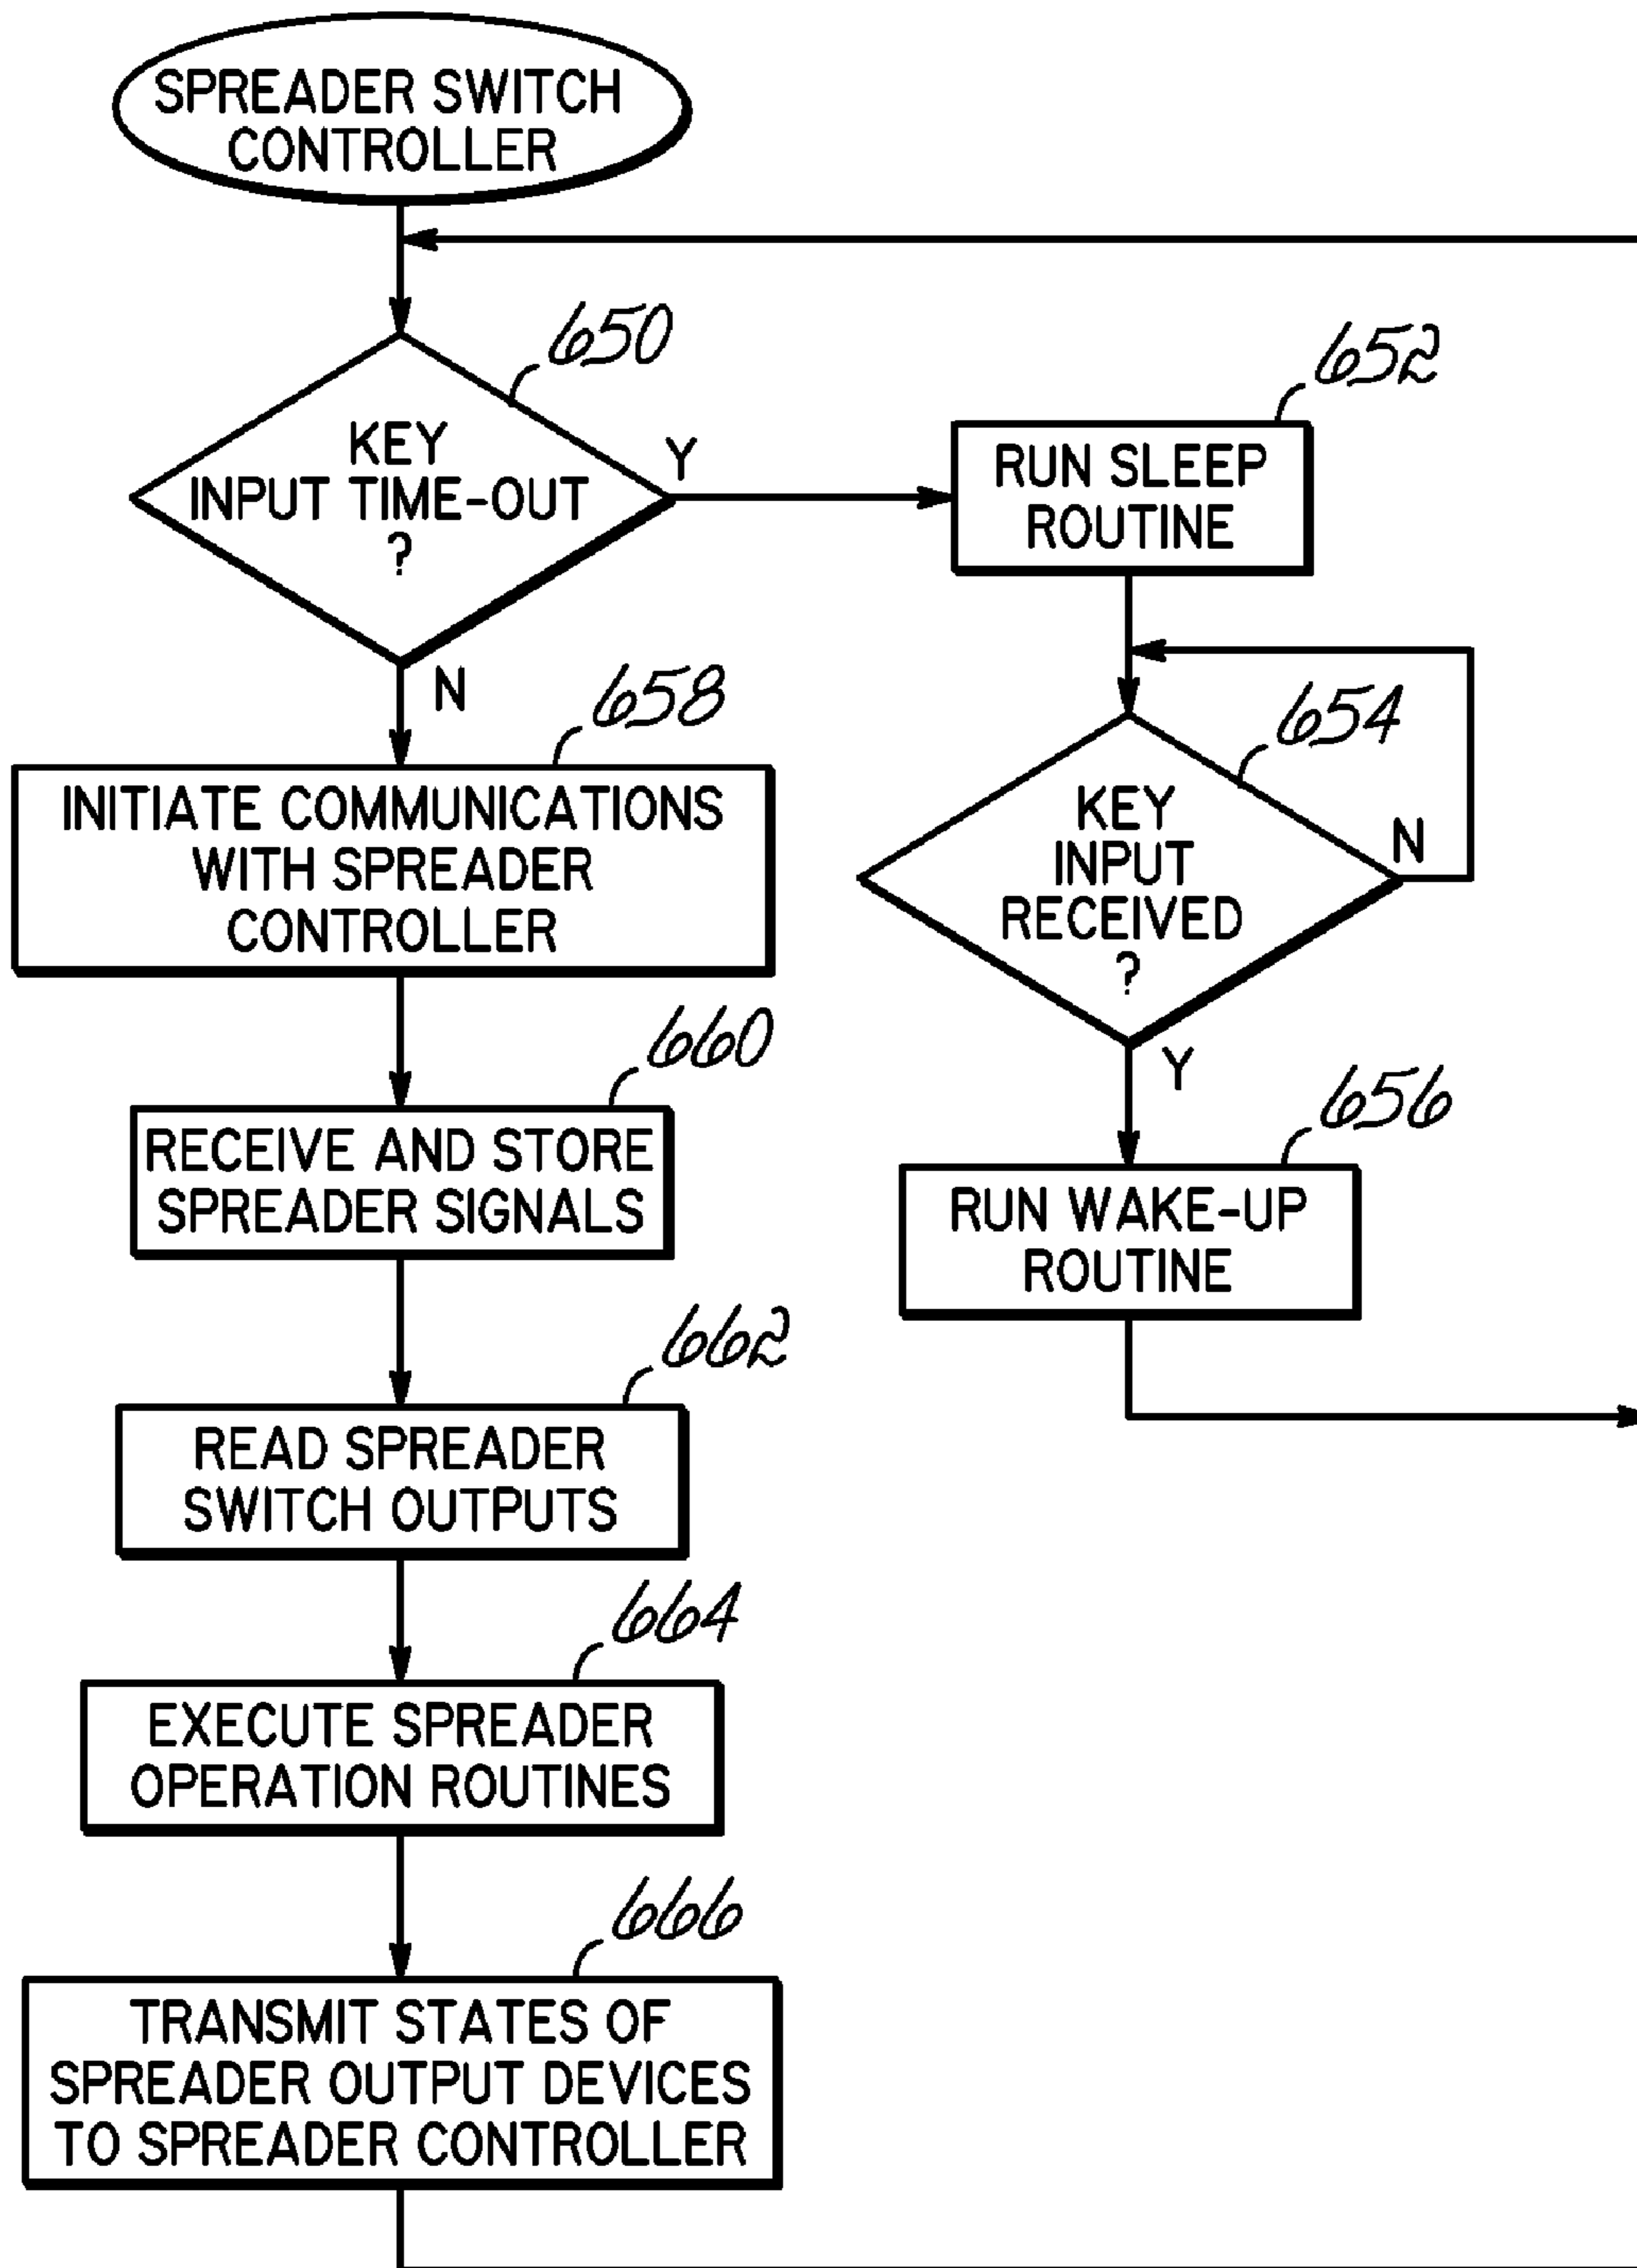 SPREADER SWITCH
CONTROLLER
650
KEY
INPUT TIME-OUT
?
Y
N
652
RUN SLEEP
ROUTINE
654
KEY
INPUT
RECEIVED
?
N
Y
656
RUN WAKE-UP
ROUTINE
658
INITIATE COMMUNICATIONS
WITH SPREADER
CONTROLLER
660
RECEIVE AND STORE
SPREADER SIGNALS
662
READ SPREADER
SWITCH OUTPUTS
664
EXECUTE SPREADER
OPERATION ROUTINES
666
TRANSMIT STATES OF
SPREADER OUTPUT DEVICES
TO SPREADER CONTROLLER